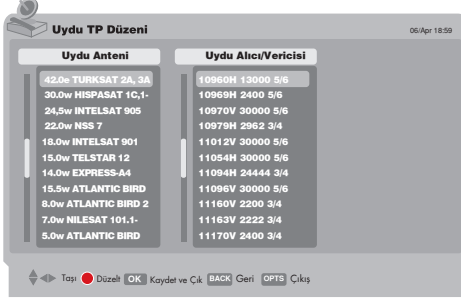 Uydu TP Düzeni
06/Apr 18:59
Uydu Anteni
Uydu Alıcı/Vericisi
42.0e TURKSAT 2A, 3A
30.0w HISPASAT 1C,1-
24,5w INTELSAT 905
22.0w NSS 7
18.0w INTELSAT 901
15.0w TELSTAR 12
14.0w EXPRESS-A4
15.5w ATLANTIC BIRD
8.0w ATLANTIC BIRD 2
7.0w NILESAT 101.1-
5.0w ATLANTIC BIRD
10960H 13000 5/6
10969H 2400 5/6
10970V 30000 5/6
10979H 2962 3/4
11012V 30000 5/6
11054H 30000 5/6
11094H 24444 3/4
11096V 30000 5/6
11160V 2200 3/4
11163V 2222 3/4
11170V 2400 3/4
Taşı Düzelt OK Kaydet ve Çık BACK Geri OPTS Çıkış